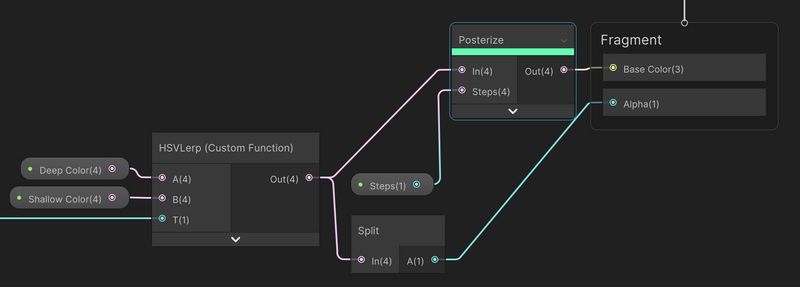 Posterize
In(4) Out(4)
Steps(4)
Fragment
Base Color(3)
Alpha(1)
HSVLerp (Custom Function)
Deep Color(4)
Shallow Color(4)
A(4) Out(4)
B(4)
T(1)
Steps(1)
Split
In(4) A(1)